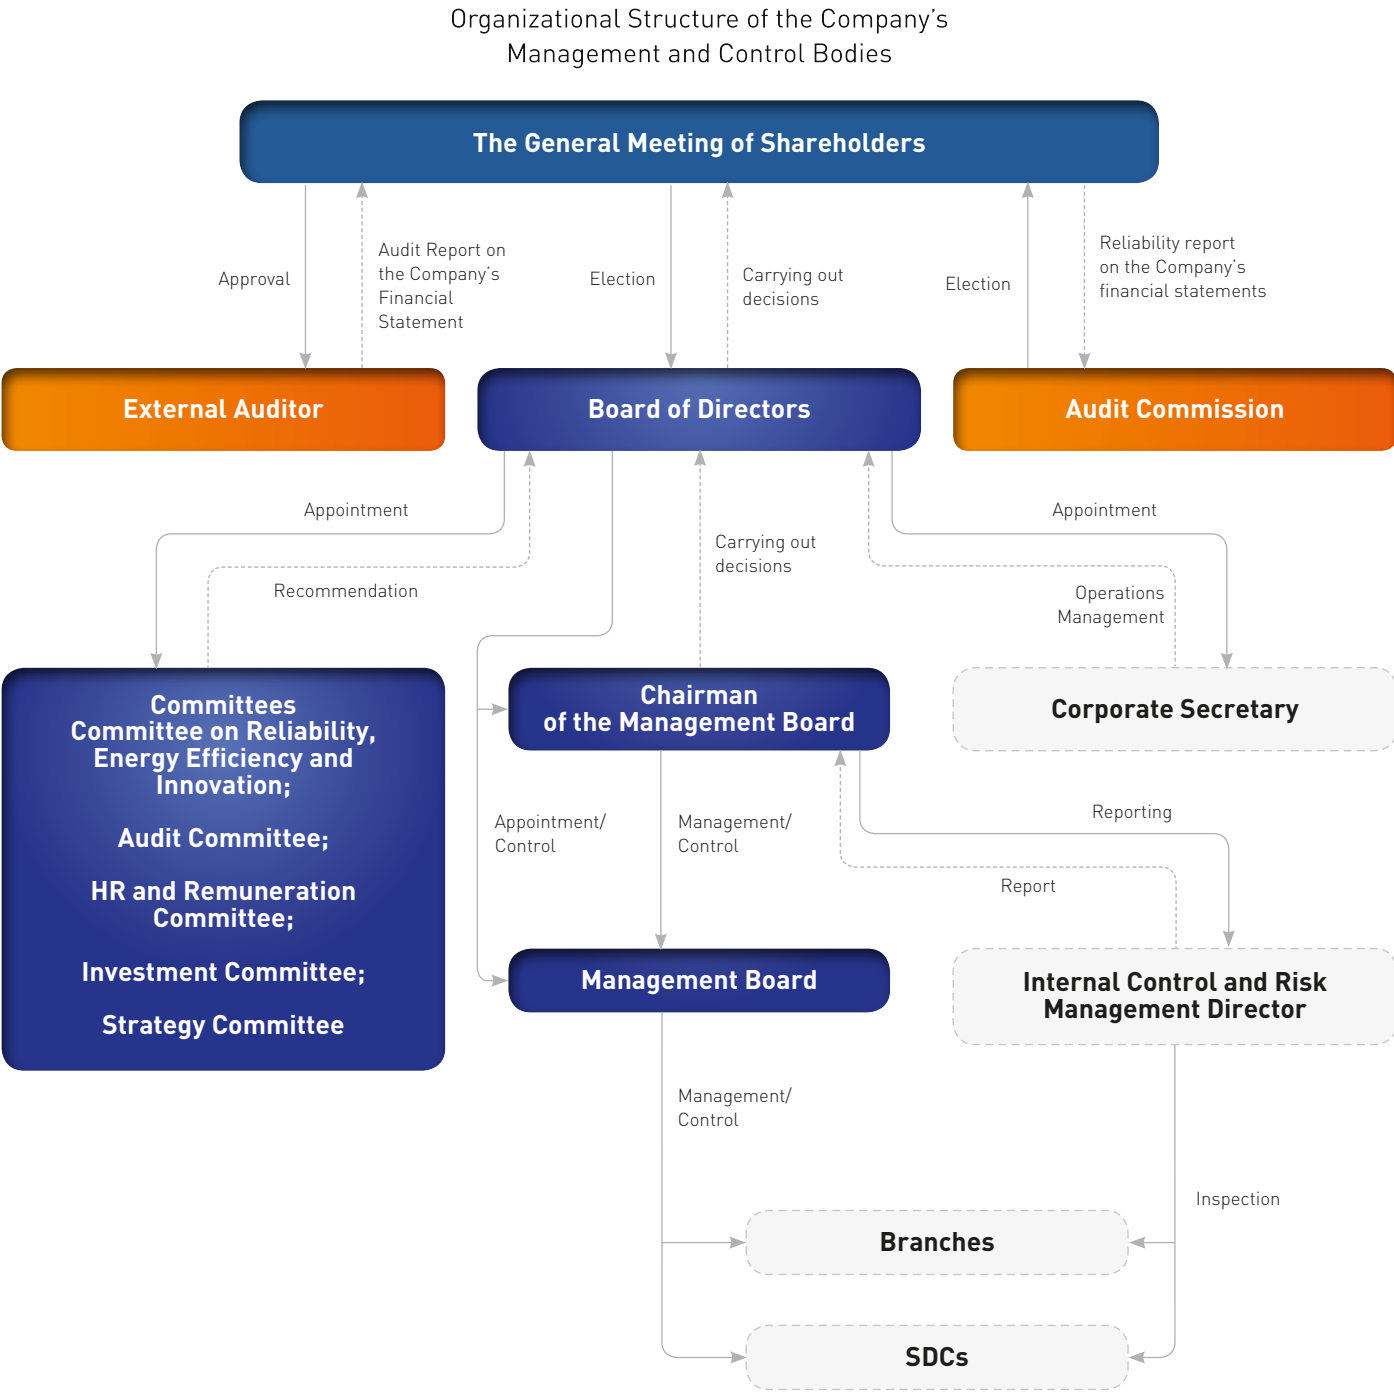 Organizational Structure of the Company’s
Management and Control Bodies
The General Meeting of Shareholders
Approval
Audit Report on
the Company’s
Financial
Statement
Election
Carrying out
decisions
Election
Reliability report
on the Company’s
financial statements
External Auditor
Board of Directors
Audit Commission
Appointment
Recommendation
Carrying out
decisions
Appointment
Operations
Management
Committees
Committee on Reliability,
Energy Efficiency and
Innovation;
Audit Committee;
HR and Remuneration
Committee;
Investment Committee;
Strategy Committee
Chairman
of the Management Board
Corporate Secretary
Appointment/
Control
Management/
Control
Reporting
Report
Management Board
Internal Control and Risk
Management Director
Management/
Control
Inspection
Branches
SDCs